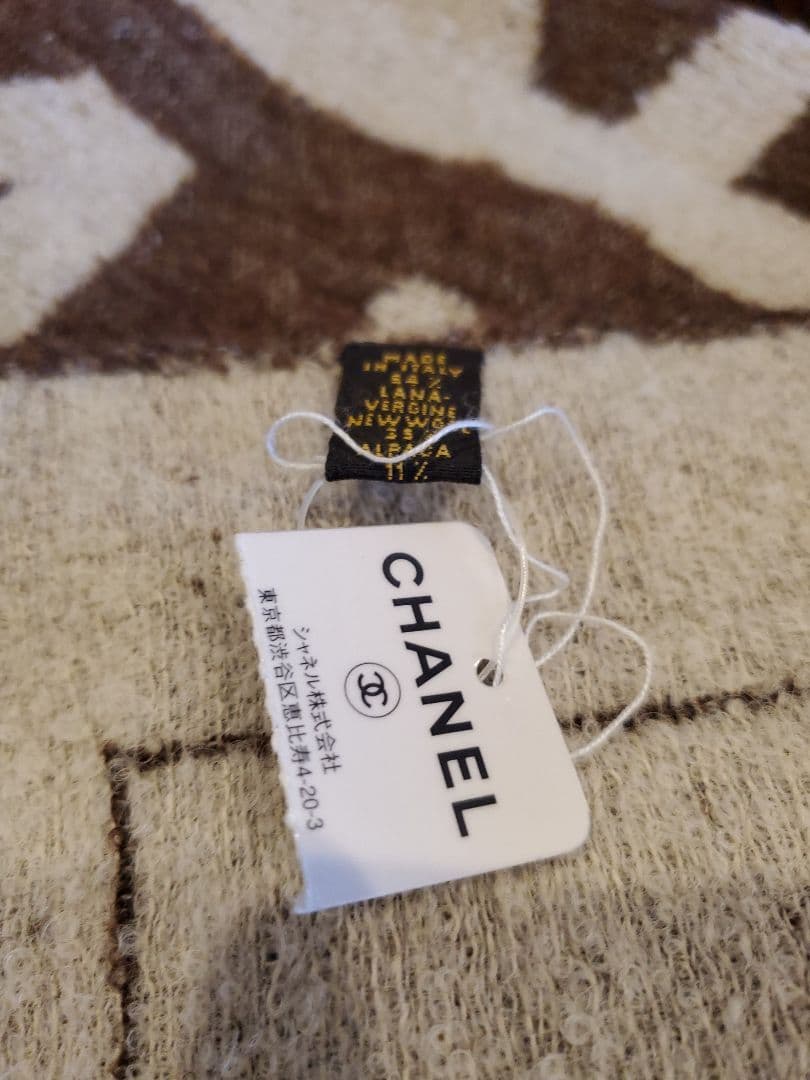 MADE
IN ITALY
64 %
LANA-
VERGINE
NEW WOOL
25 %
ALPACA
11 %
CHANEL
シャネル株式会社
東京都渋谷区恵比寿4-20-3